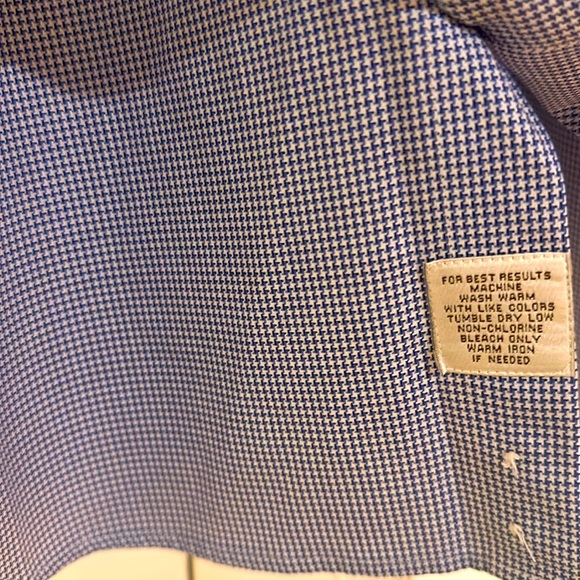 FOR BEST RESULTS
MACHINE
WASH WARM
WITH LIKE COLORS
TUMBLE DRY LOW
NON-CHLORINE
BLEACH ONLY
WARM IRON
IF NEEDED